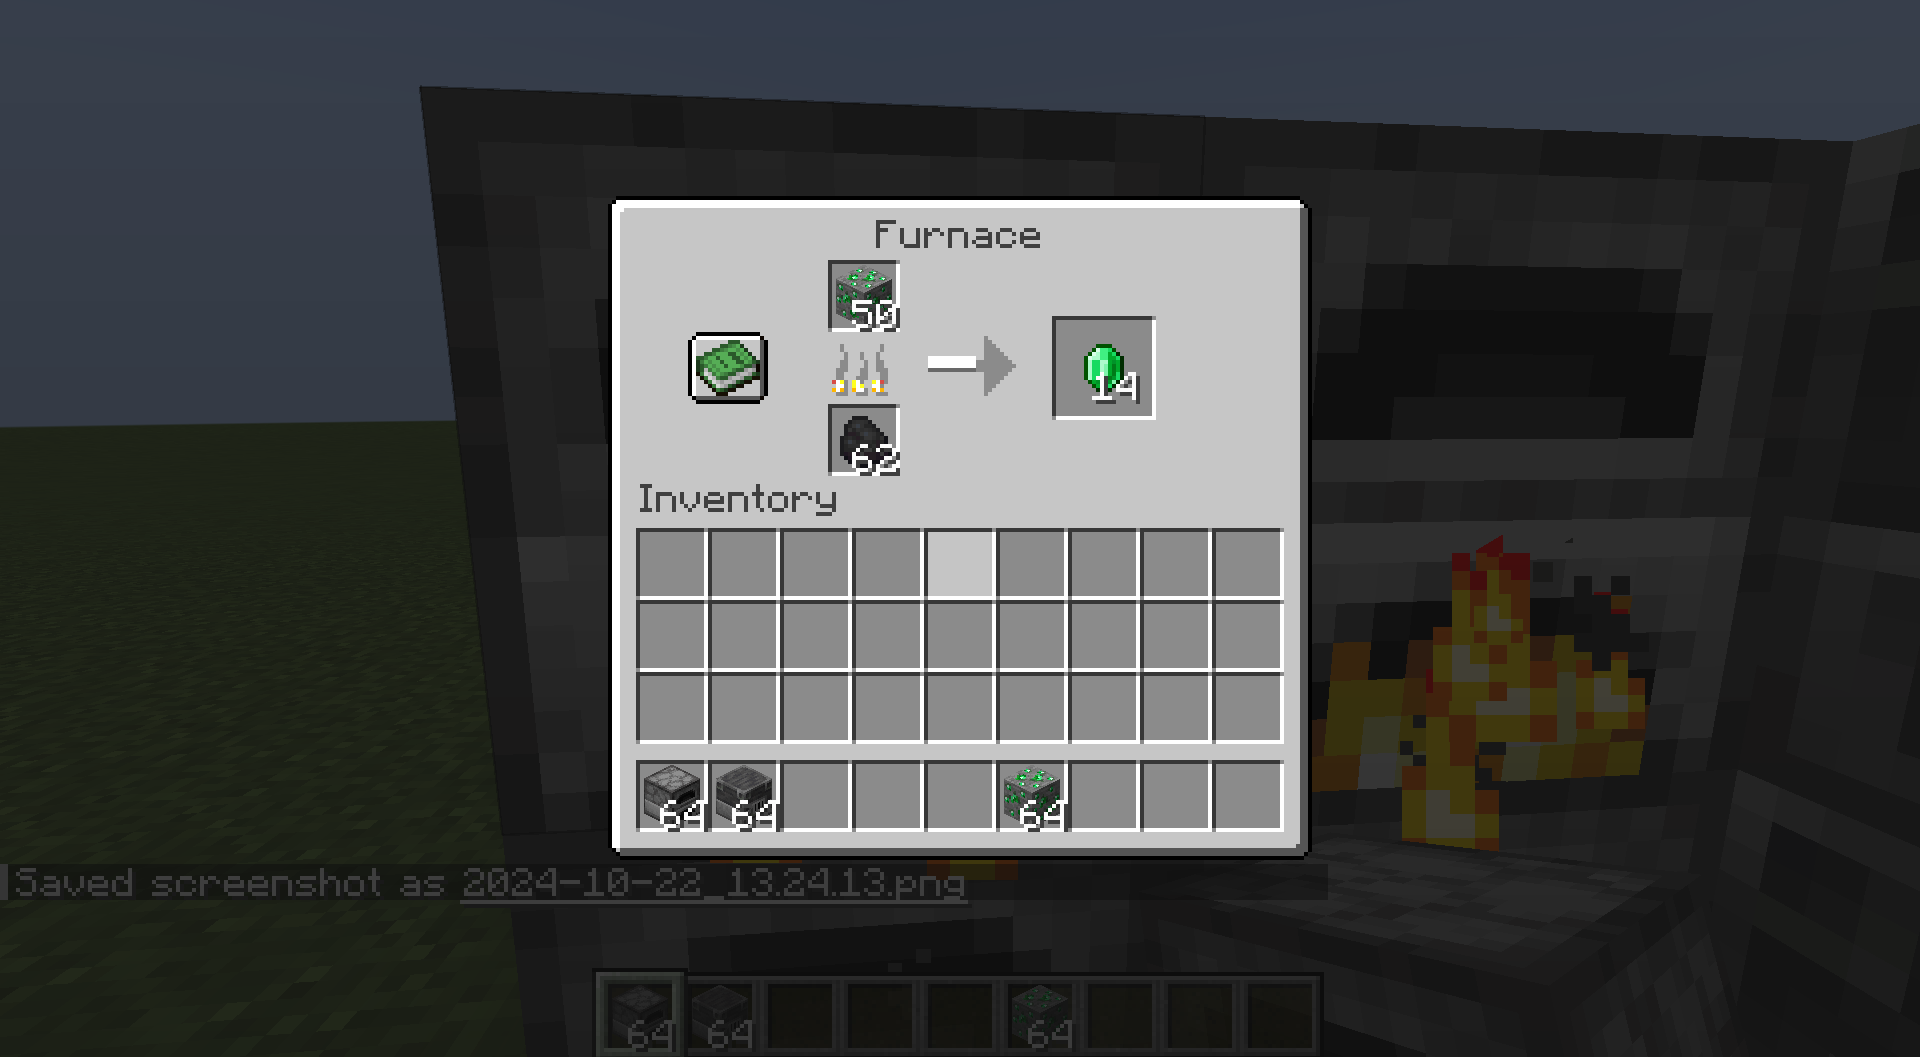 Furnace
50
14
62
Inventory
64 64 64
Saved screenshot as 2024-10-22_13.24.13.png
64 64 64